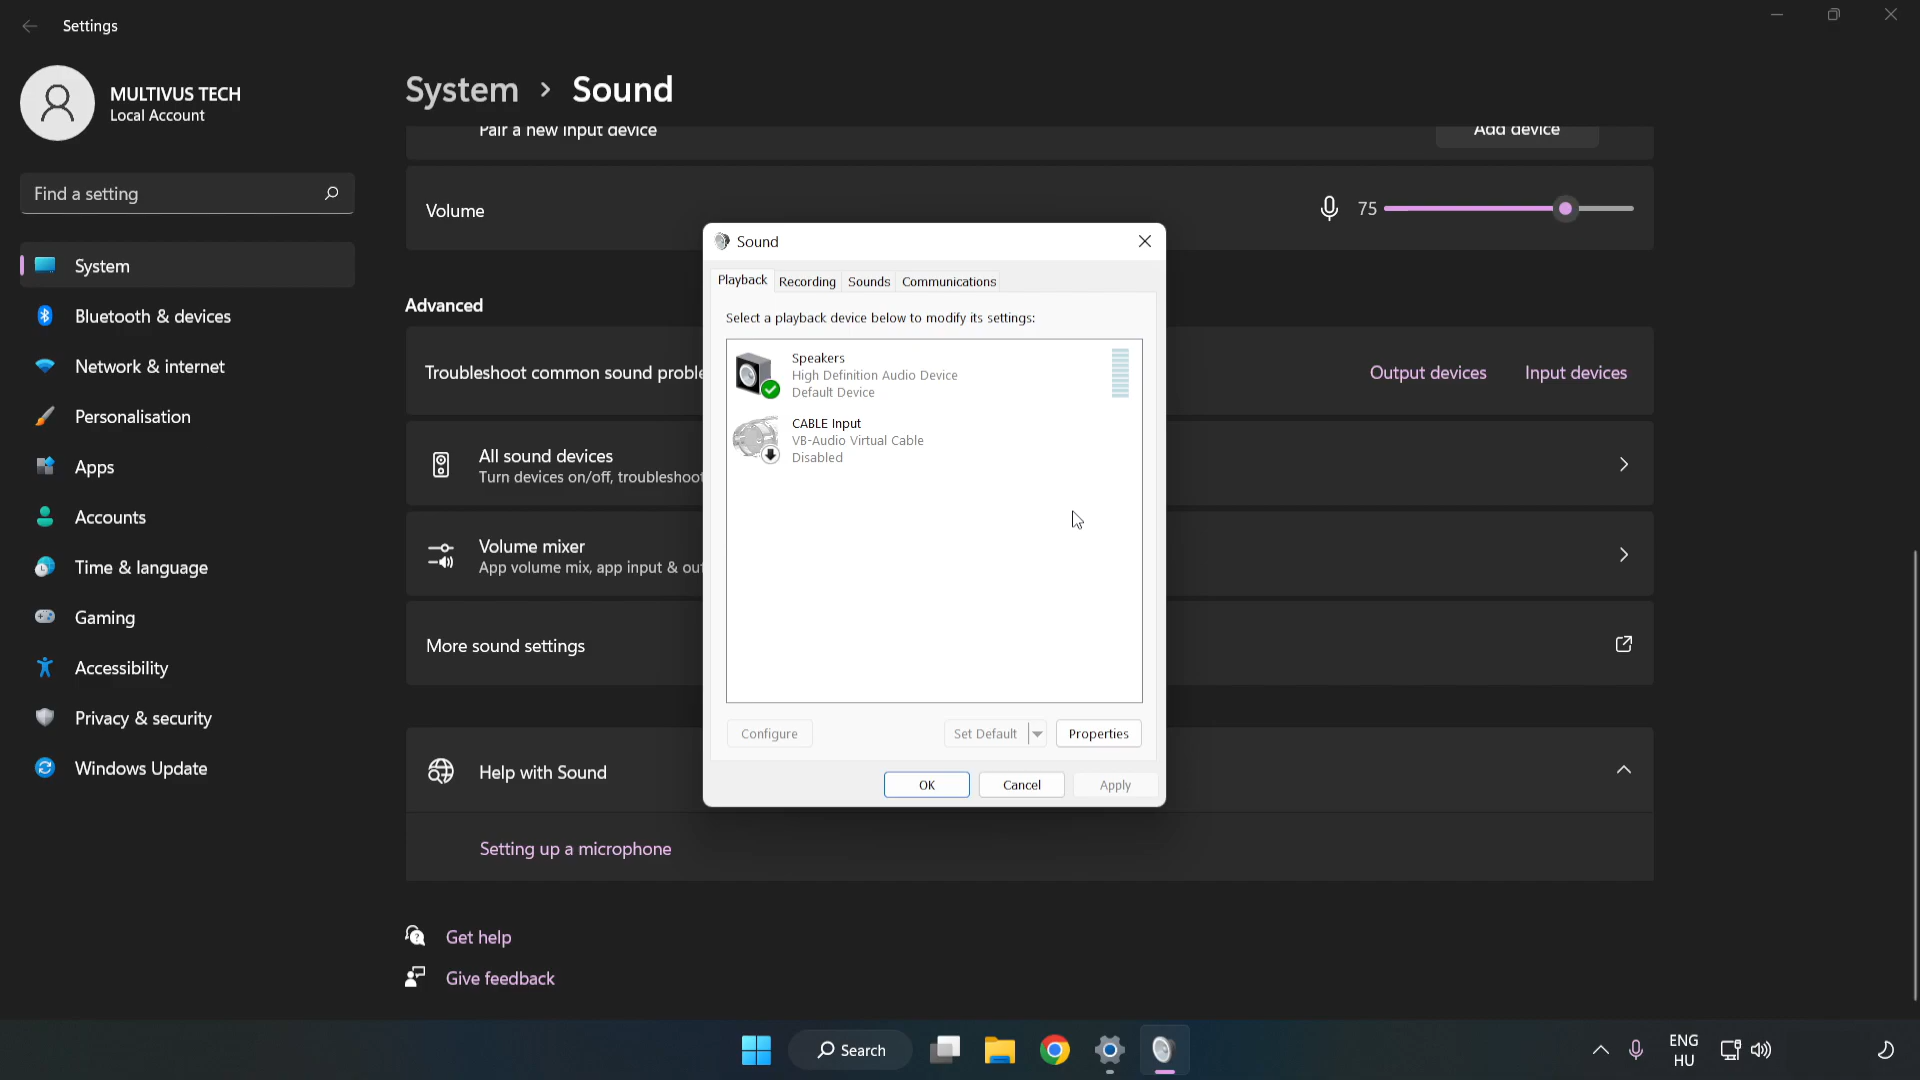 Settings
MULTIVUS TECH
Local Account
Find a setting
System
Bluetooth & devices
Network & internet
Personalisation
Apps
Accounts
Time & language
Gaming
Accessibility
Privacy & security
Windows Update
System › Sound
Pair a new input device
Add device
Volume
75
Advanced
Troubleshoot common sound proble
Output devices
Input devices
All sound devices
Turn devices on/off, troubleshoot
Volume mixer
App volume mix, app input & ou
More sound settings
Help with Sound
Setting up a microphone
Get help
Give feedback
Sound
Playback Recording Sounds Communications
Select a playback device below to modify its settings:
Speakers
High Definition Audio Device
Default Device
CABLE Input
VB-Audio Virtual Cable
Disabled
Configure
Set Default
Properties
OK
Cancel
Apply
Search
ENG
HU